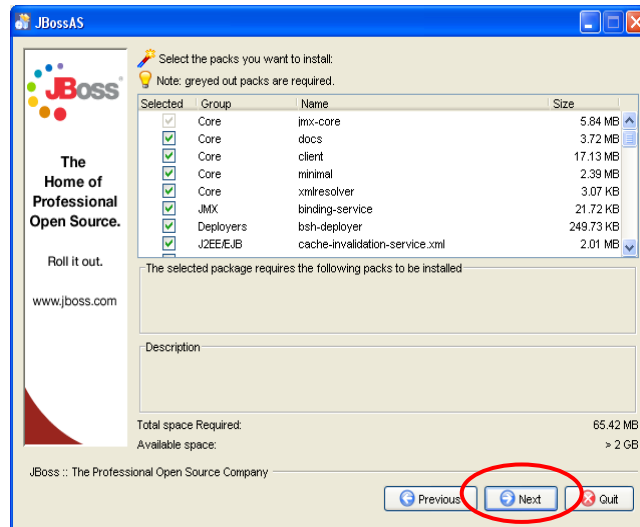 JBossAS
JBoss
The
Home of
Professional
Open Source.
Roll it out.
www.jboss.com
Select the packs you want to install:
Note: greyed out packs are required.
Selected Group Name Size
Core jmx-core 5.84 MB
Core docs 3.72 MB
Core client 17.13 MB
Core minimal 2.39 MB
Core xmlresolver 3.07 KB
JMX binding-service 21.72 KB
Deployers bsh-deployer 249.73 KB
J2EE/EJB cache-invalidation-service.xml 2.01 MB
The selected package requires the following packs to be installed
Description
Total space Required: 65.42 MB
Available space: > 2 GB
JBoss :: The Professional Open Source Company
Previous Next Quit